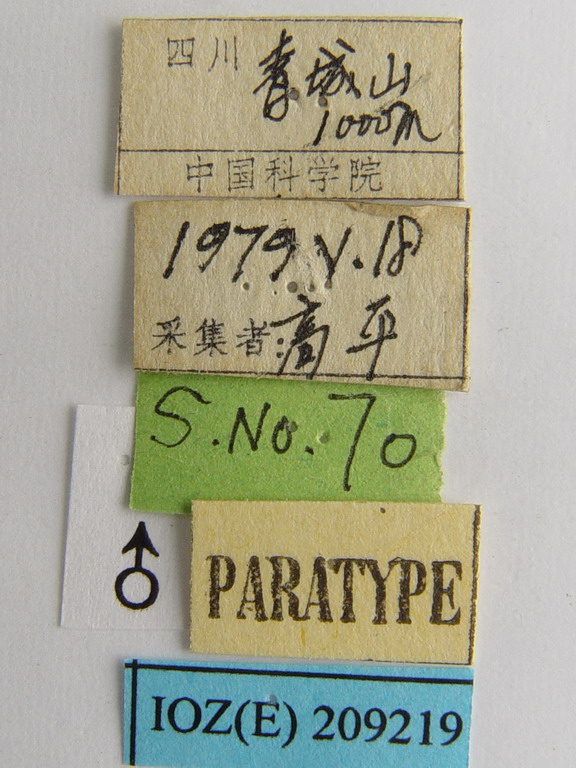 四川 青城山
1000m
中国科学院
1979.V.18
采集者: 高平
S.No. 70
♂
PARATYPE
IOZ(E) 209219